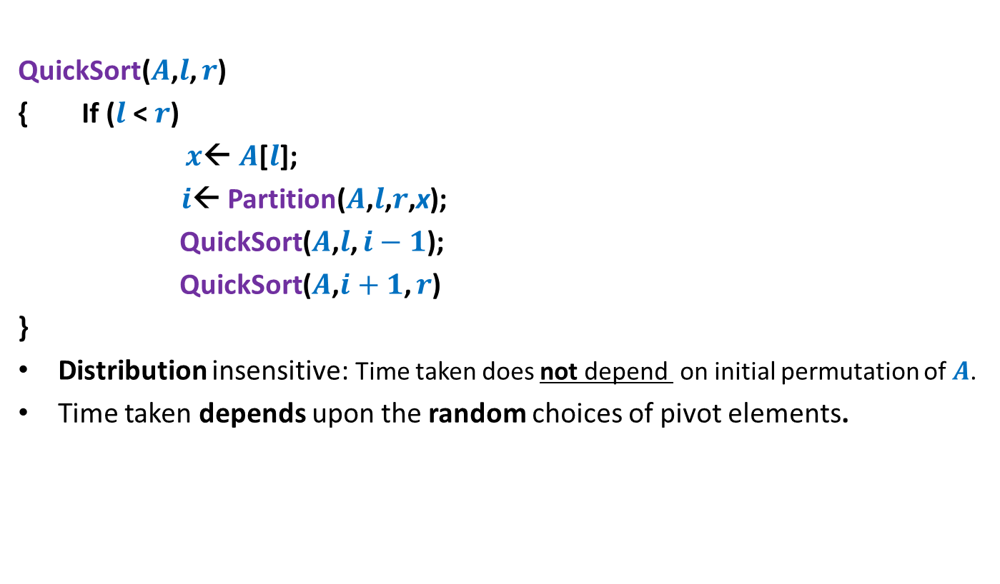 QuickSort(A,l, r)
{ If (l < r)
x← A[l];
i← Partition(A,l,r,x);
QuickSort(A,l, i − 1);
QuickSort(A,i + 1, r)
}
• Distribution insensitive: Time taken does not depend on initial permutation of A.
• Time taken depends upon the random choices of pivot elements.